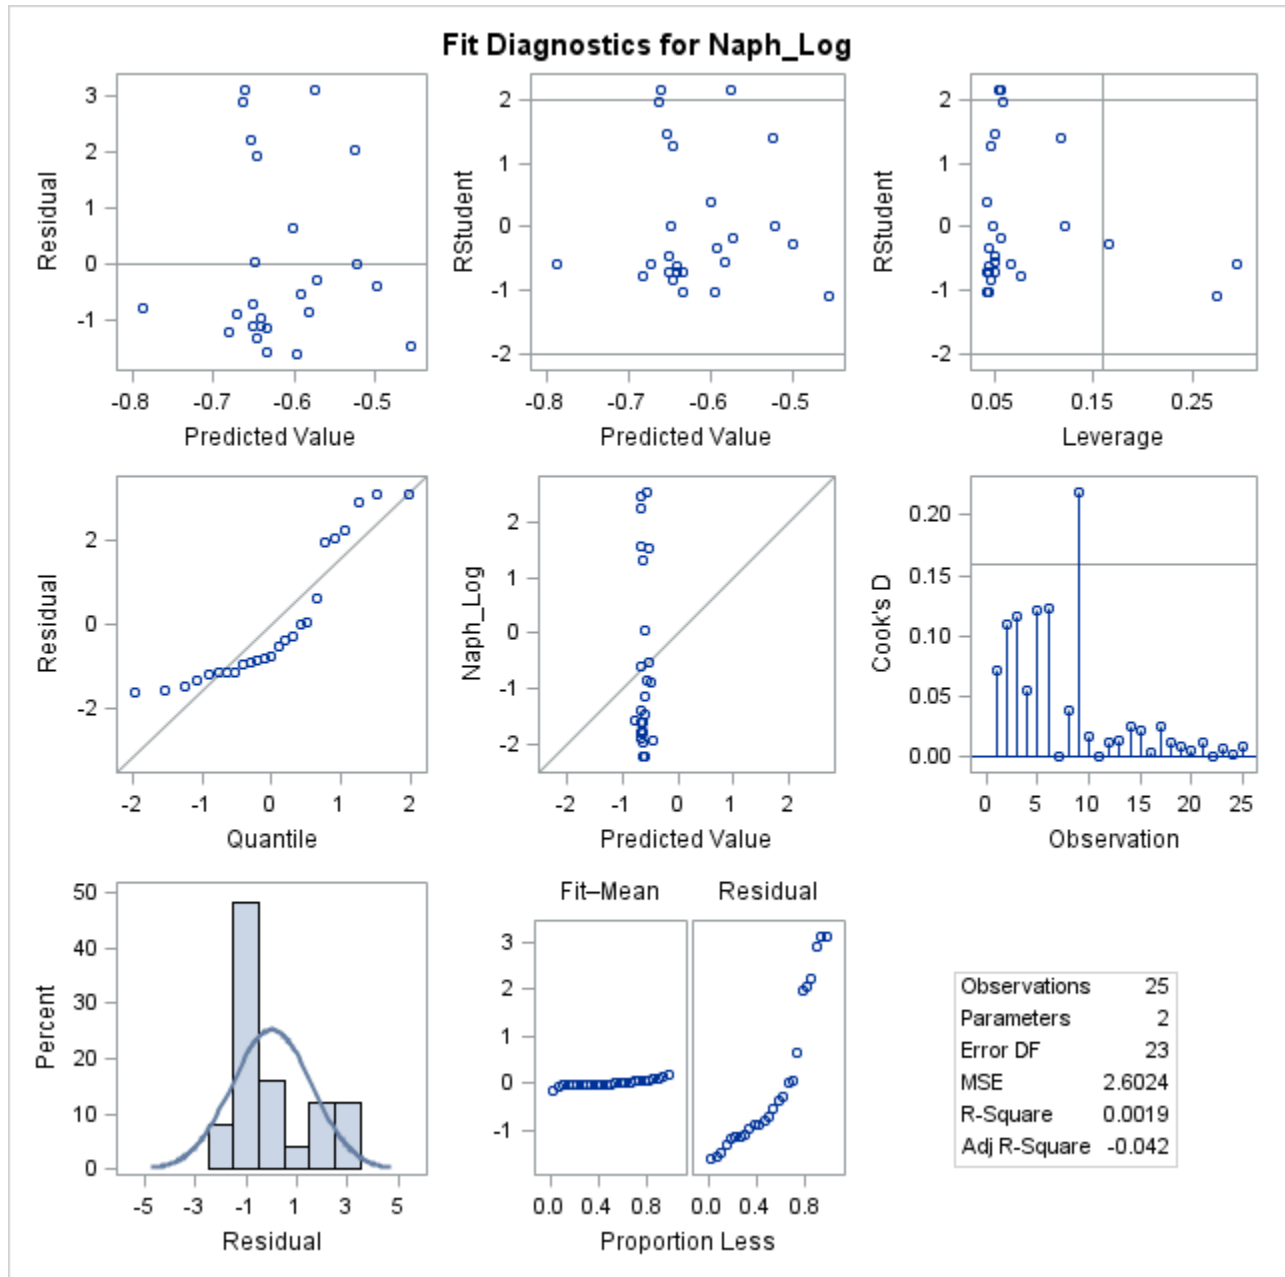 Fit Diagnostics for Naph_Log
3
2
1
0
-1
Residual
-0.8 -0.7 -0.6 -0.5
Predicted Value
2
1
0
-1
-2
RStudent
-0.8 -0.7 -0.6 -0.5
Predicted Value
2
1
0
-1
-2
RStudent
0.05 0.15 0.25
Leverage
2
0
-2
Residual
-2 -1 0 1 2
Quantile
2
1
0
-1
-2
Naph_Log
-2 -1 0 1 2
Predicted Value
0.20
0.15
0.10
0.05
0.00
Cook's D
0 5 10 15 20 25
Observation
50
40
30
20
10
0
Percent
-5 -3 -1 1 3 5
Residual
Fit–Mean Residual
3
2
1
0
-1
0.0 0.4 0.8 0.0 0.4 0.8
Proportion Less
Observations 25
Parameters 2
Error DF 23
MSE 2.6024
R-Square 0.0019
Adj R-Square -0.042